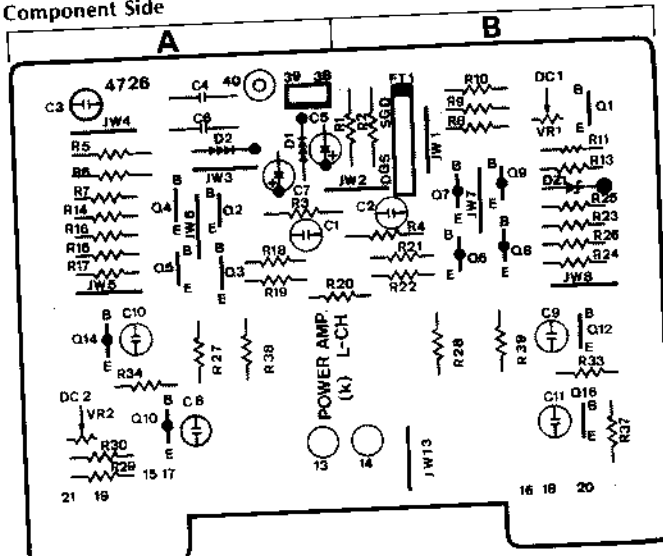 Component Side
A
B
4726
C3
JW4
C4
40
39 38
C5
FT1
R10
DC1
B
Q1
R9
VR1
C6
D1
R1
R2
SGD
JW1
R8
E
R5
D2
R11
R6
JW3
JW2
DGS
B
Q9
R13
R7
B
C7
Q7
JW7
DZ1
R14
Q4
Q2
R3
C2
E
E
R25
R16
E
JW6
E
C1
R4
R23
R15
B
B
R18
R21
B
B
R26
R17
Q5
Q3
Q6
Q8
R24
JW5
E
E
R19
R20
R22
E
E
JW8
B
C10
C9
B
Q14
Q12
E
R27
R38
POWER AMP.
(k) L-CH
R28
R39
E
R34
R33
DC2
B
C8
C11
Q16
VR2
Q10
B
R30
E
E
R37
R29
15 17
13
14
JW13
21
19
16 18
20